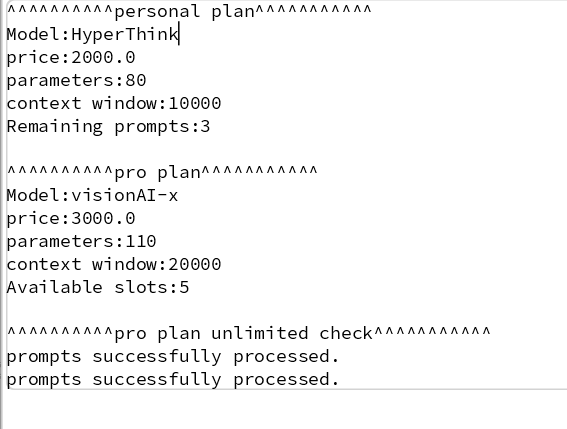 ^^^^^^^^^^personal plan^^^^^^^^^^^
Model:HyperThink
price:2000.0
parameters:80
context window:10000
Remaining prompts:3
^^^^^^^^^^pro plan^^^^^^^^^^^
Model:visionAI-x
price:3000.0
parameters:110
context window:20000
Available slots:5
^^^^^^^^^^pro plan unlimited check^^^^^^^^^^^
prompts successfully processed.
prompts successfully processed.